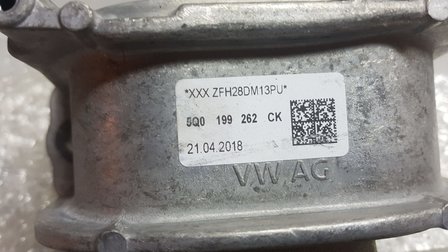 *XXX ZFH28DM13PU*
5Q0 199 262 CK
21.04.2018
VW AG